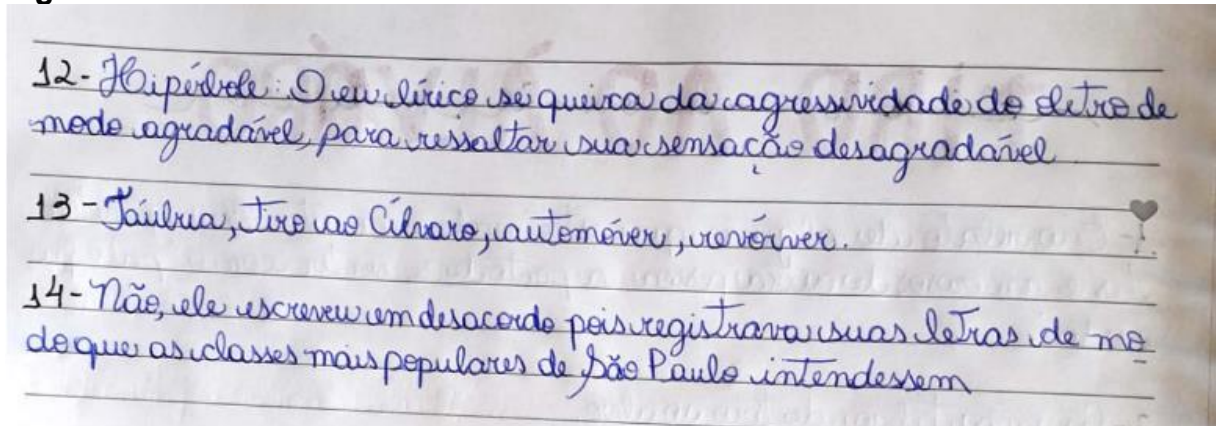 12- Hipérbole: O eu lírico se queixa da agressividade do outro de
modo agradável, para ressaltar sua sensação desagradável
13- Táubua, Tiro ao Álvaro, automóver, revórver.
14- Não, ele escreveu em desacordo pois registrava suas letras de mo
do que as classes mais populares de São Paulo intendessem